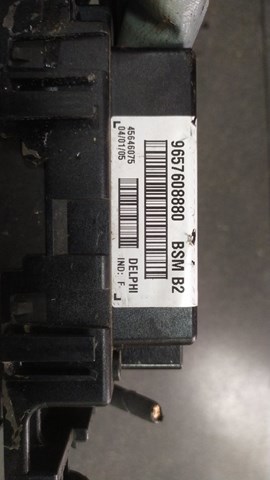 9657608880 BSM B2
45646075
04/01/05
DELPHI
IND: F